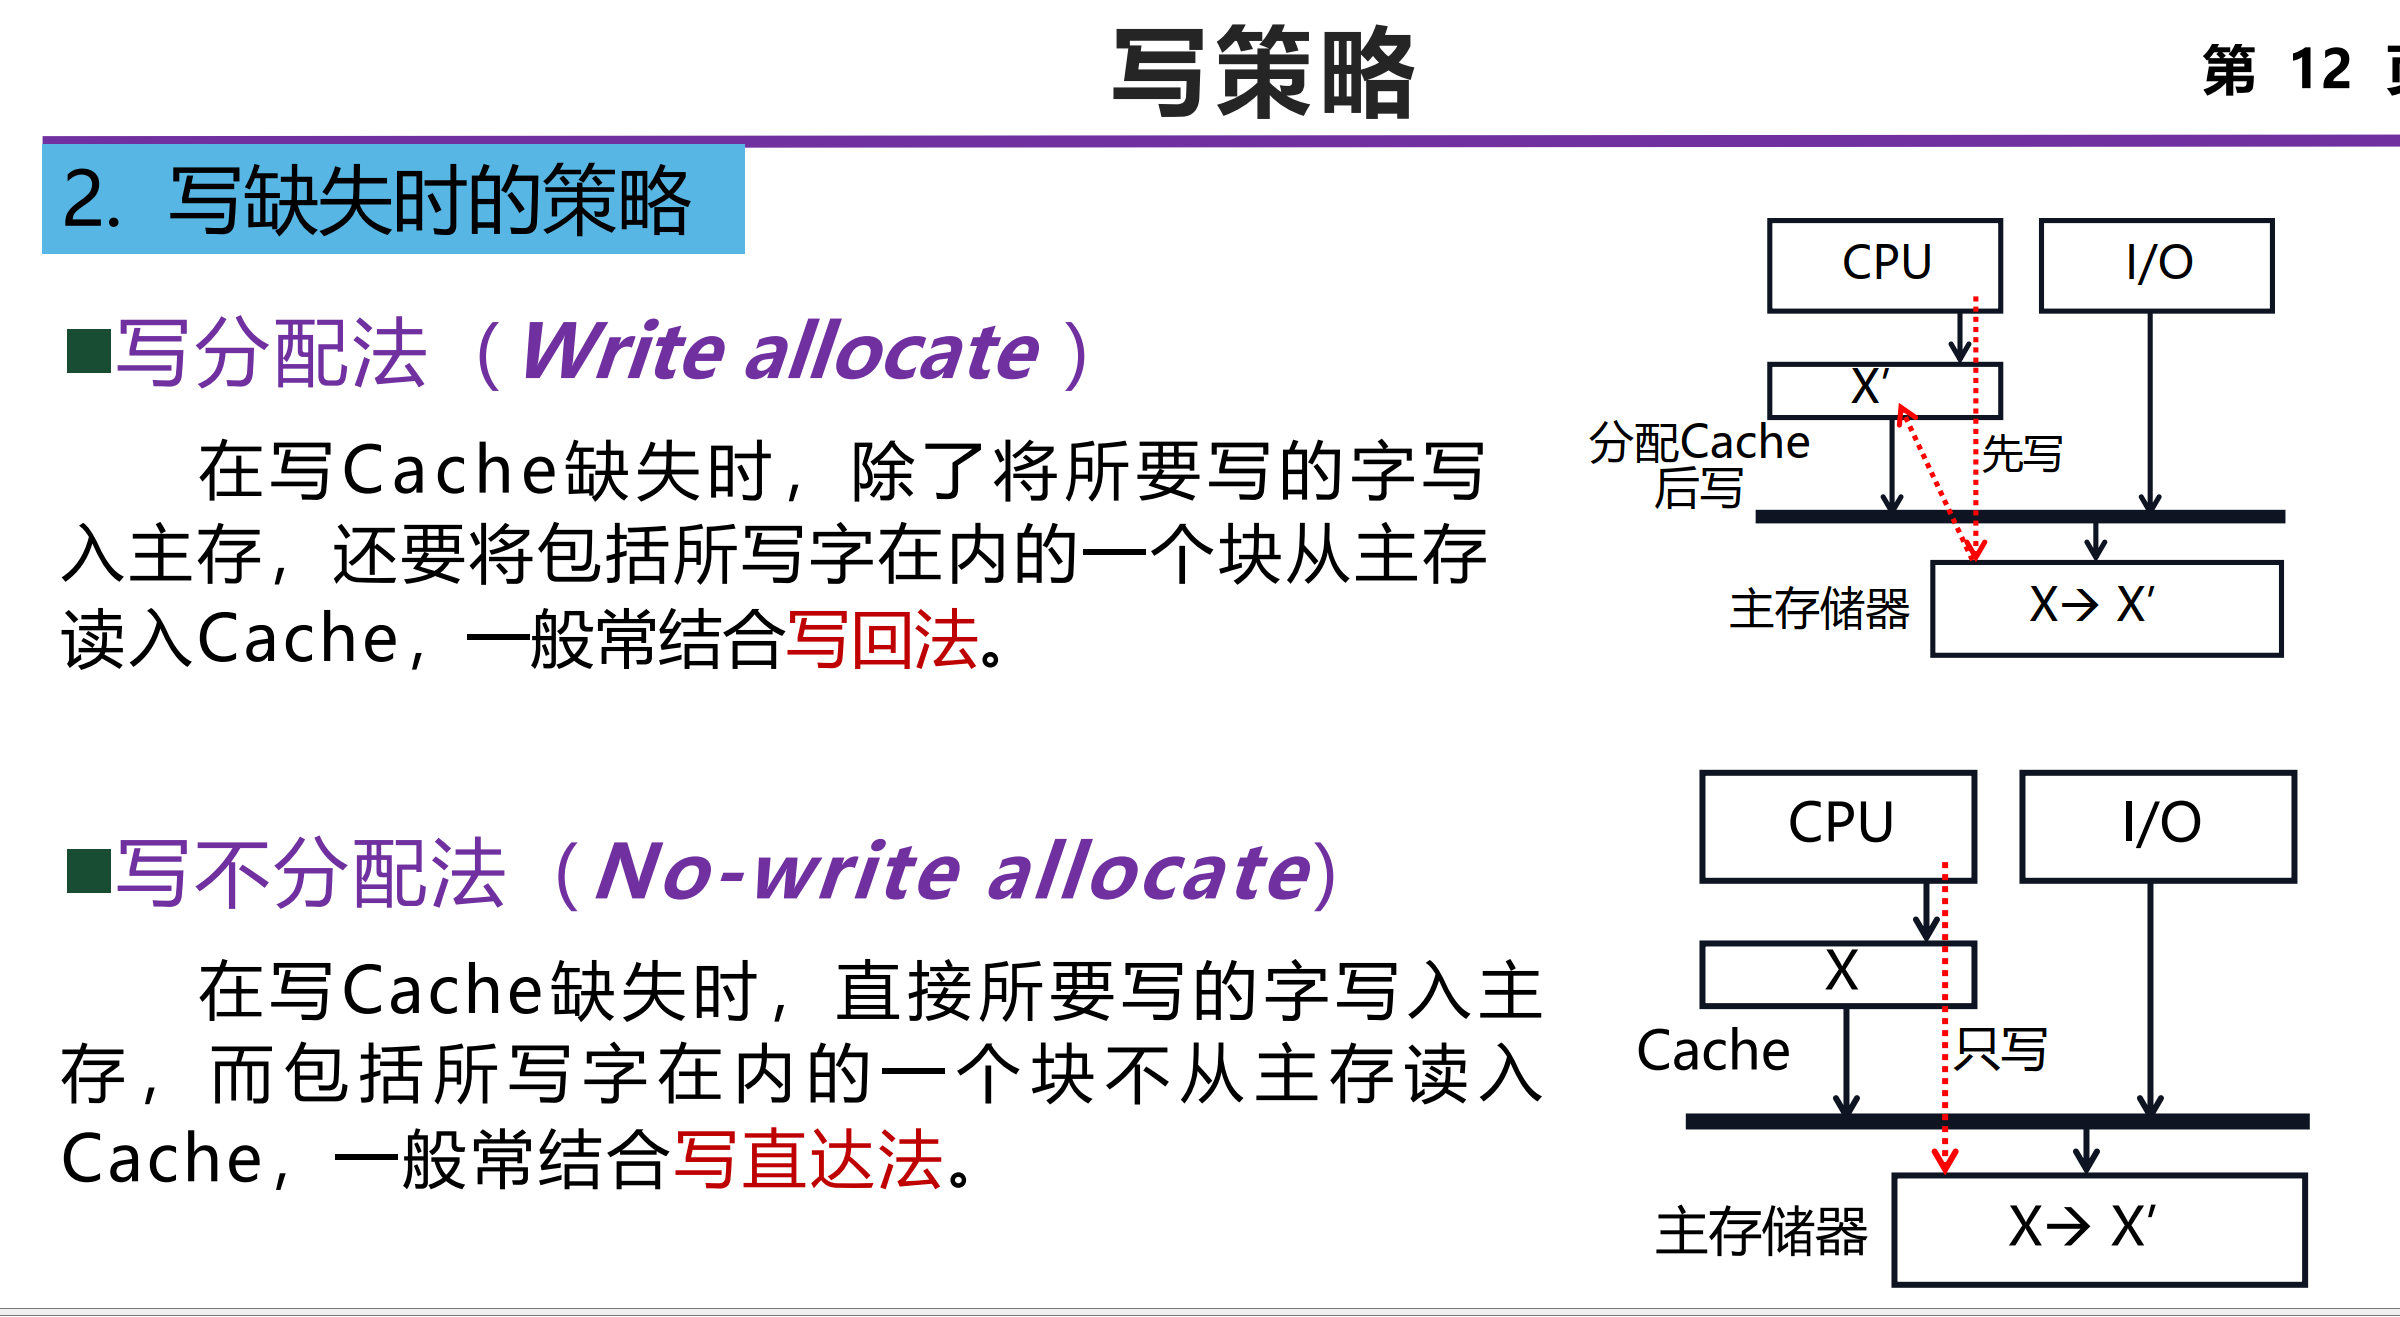 写策略
第 12
2. 写缺失时的策略
写分配法（Write allocate）
在写Cache缺失时，除了将所要写的字写
入主存，还要将包括所写字在内的一个块从主存
读入Cache，一般常结合写回法。
CPU
I/O
X′
分配Cache
后写
先写
主存储器
X→ X′
写不分配法（No-write allocate）
在写Cache缺失时，直接所要写的字写入主
存，而包括所写字在内的一个块不从主存读入
Cache，一般常结合写直达法。
CPU
I/O
X
Cache
只写
主存储器
X→ X′